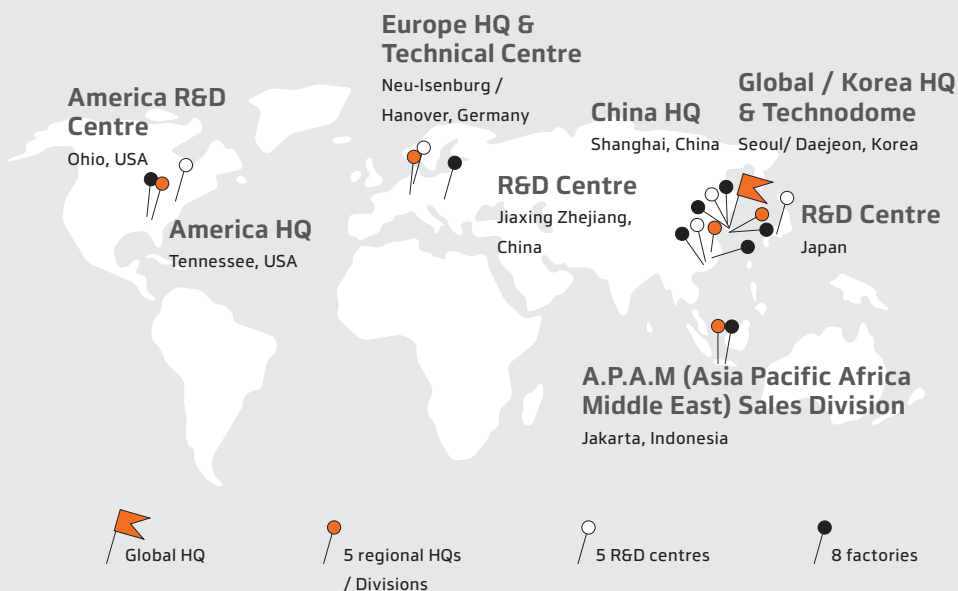 Europe HQ &
Technical Centre
Neu-Isenburg /
Hanover, Germany
America R&D
Centre
Ohio, USA
America HQ
Tennessee, USA
China HQ
Shanghai, China
Global / Korea HQ
& Technodome
Seoul/ Daejeon, Korea
R&D Centre
Jiaxing Zhejiang,
China
R&D Centre
Japan
A.P.A.M (Asia Pacific Africa
Middle East) Sales Division
Jakarta, Indonesia
Global HQ
5 regional HQs
/ Divisions
5 R&D centres
8 factories